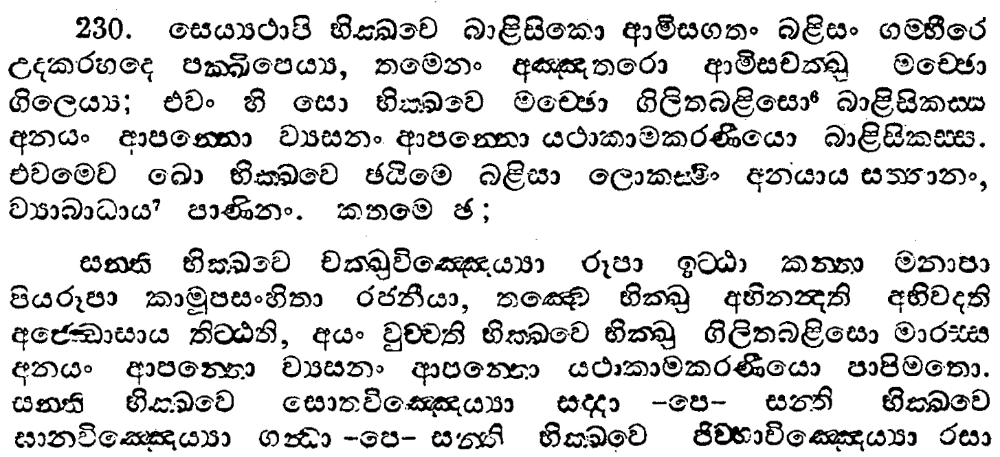 230. සෙය්‍යථාපි භික‍්ඛවෙ බාළිසිකො ආමිසගතං බළිසං ගම‍්භීරෙ
උදකරහදෙ පක‍්ඛිපෙය්‍ය, තමෙනං අඤ‍්ඤතරො ආමිසචක‍්ඛු මච‍්ඡො
ගිලෙය්‍ය; එවං හි සො භික‍්ඛවෙ මච‍්ඡො ගිලිතබළිසො⁶ බාළිසිකස‍්ස
අනයං ආපන‍්නො ව්‍යසනං ආපන‍්නො යථාකාමකරණීයො බාළිසිකස‍්ස.
එවමෙව ඛො භික‍්ඛවෙ ඡයිමෙ බළිසා ලොකස‍්මිං අනයාය සත‍්තානං,
ව්‍යාබාධාය⁷ පාණිනං. කතමෙ ඡ;
සන‍්ති භික‍්ඛවෙ චක‍්ඛුවිඤ‍්ඤෙය්‍යා රූපා ඉට‍්ඨා කන‍්තා මනාපා
පියරූපා කාමූපසංහිතා රජනීයා, තඤ‍්චෙ භික‍්ඛු අභිනන්‍දති අභිවදති
අජ‍්ඣොසාය තිට‍්ඨති, අයං වුච‍්චති භික‍්ඛවෙ භික‍්ඛු ගිලිතබළිසො මාරස‍්ස
අනයං ආපන‍්නො ව්‍යසනං ආපන‍්නො යථාකාමකරණීයො පාපිමතො.
සන‍්ති භික‍්ඛවෙ සොතවිඤ‍්ඤෙය්‍යා සද‍්දා -පෙ- සන‍්ති භික‍්ඛවෙ
ඝානවිඤ‍්ඤෙය්‍යා ගන්‍ධා -පෙ- සන‍්ති භික‍්ඛවෙ ජිව‍්හාවිඤ‍්ඤෙය්‍යා රසා